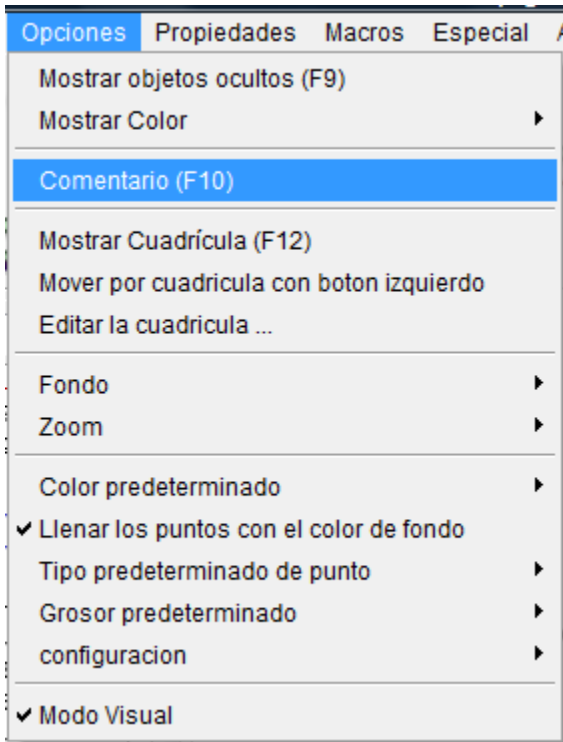 Opciones Propiedades Macros Especial
Mostrar objetos ocultos (F9)
Mostrar Color
Comentario (F10)
Mostrar Cuadrícula (F12)
Mover por cuadricula con boton izquierdo
Editar la cuadricula ...
Fondo
Zoom
Color predeterminado
Llenar los puntos con el color de fondo
Tipo predeterminado de punto
Grosor predeterminado
configuracion
Modo Visual